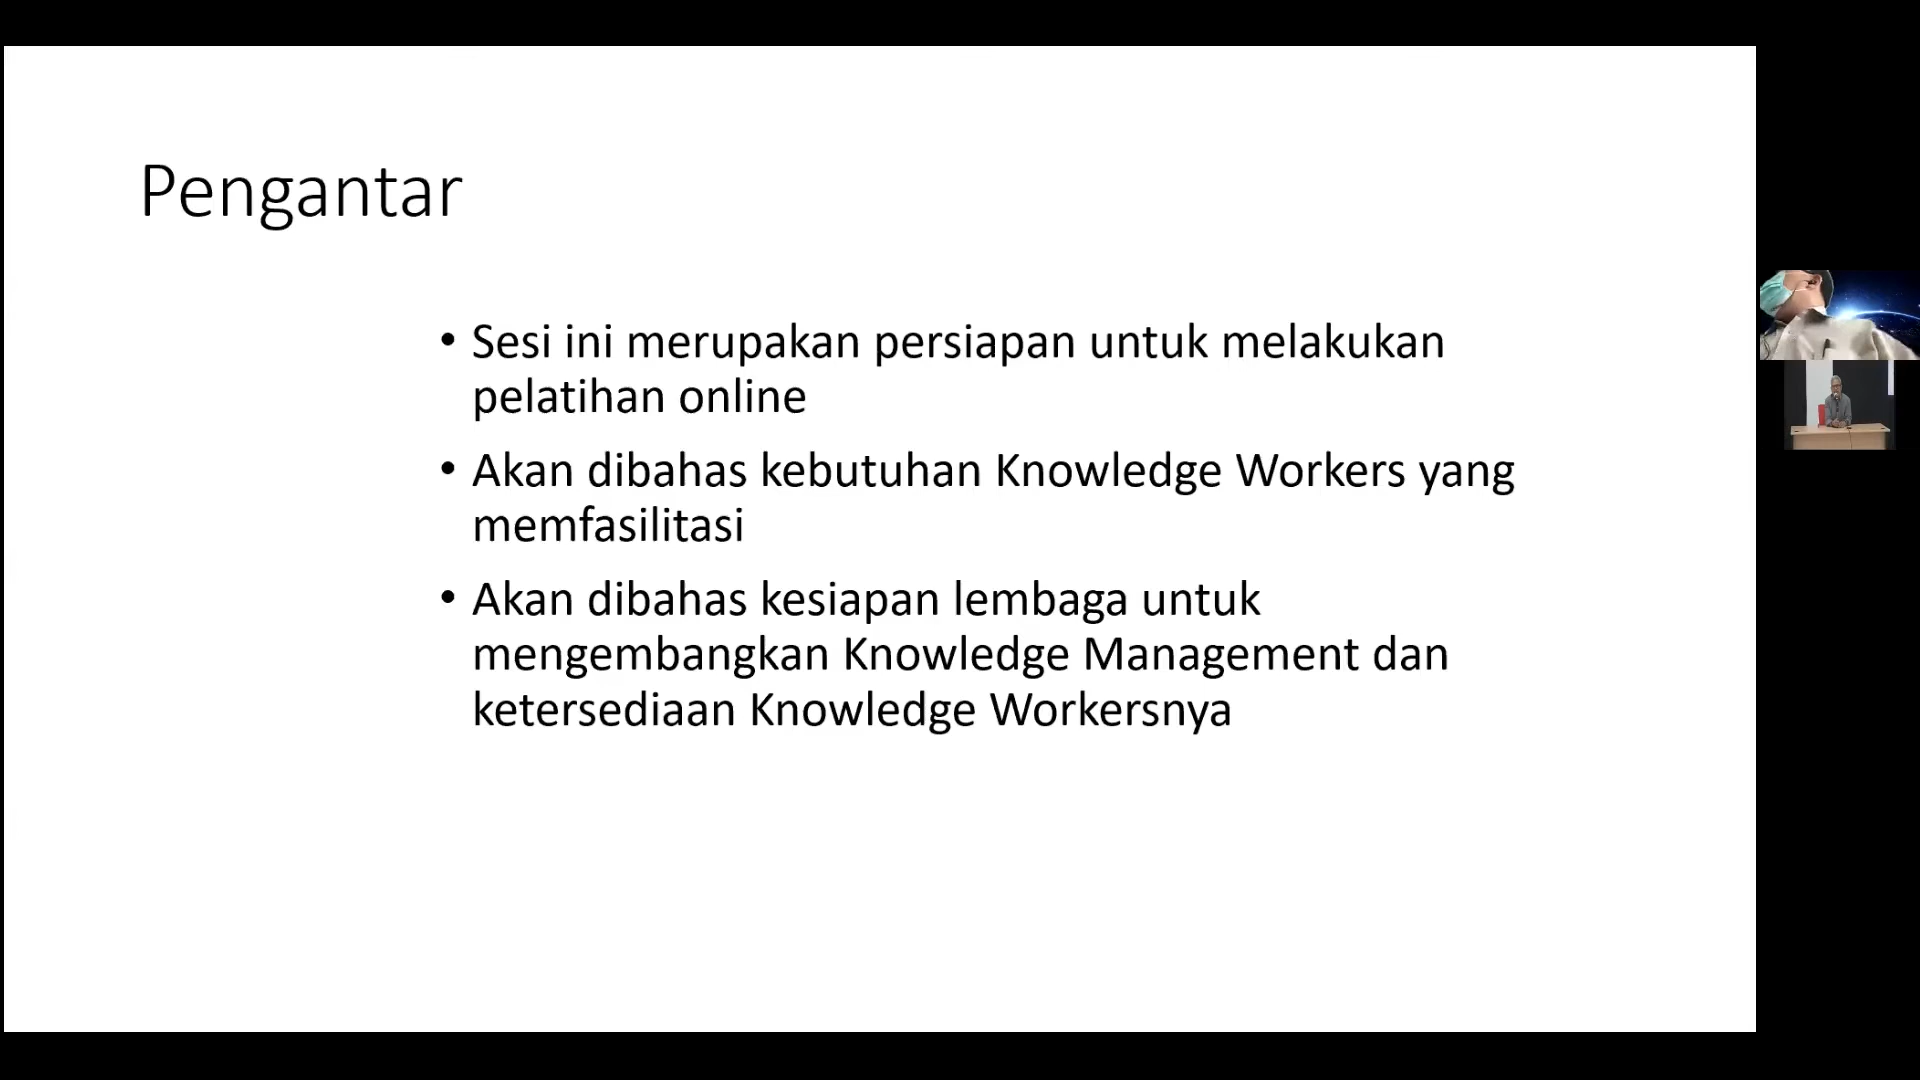 Pengantar
• Sesi ini merupakan persiapan untuk melakukan
pelatihan online
• Akan dibahas kebutuhan Knowledge Workers yang
memfasilitasi
• Akan dibahas kesiapan lembaga untuk
mengembangkan Knowledge Management dan
ketersediaan Knowledge Workersnya